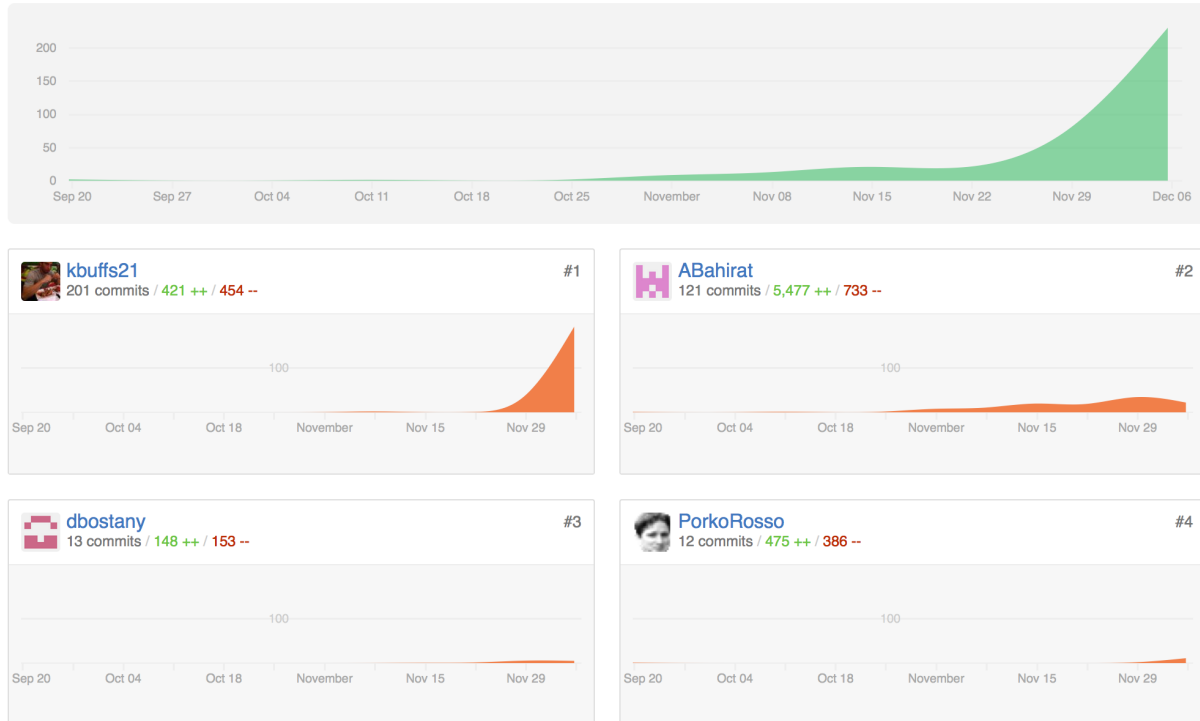 200
150
100
50
0
Sep 20 Sep 27 Oct 04 Oct 11 Oct 18 Oct 25 November Nov 08 Nov 15 Nov 22 Nov 29 Dec 06
kbuffs21 #1
201 commits / 421 ++ / 454 --
100
Sep 20 Oct 04 Oct 18 November Nov 15 Nov 29
ABahirat #2
121 commits / 5,477 ++ / 733 --
100
Sep 20 Oct 04 Oct 18 November Nov 15 Nov 29
dbostany #3
13 commits / 148 ++ / 153 --
100
Sep 20 Oct 04 Oct 18 November Nov 15 Nov 29
PorkoRosso #4
12 commits / 475 ++ / 386 --
100
Sep 20 Oct 04 Oct 18 November Nov 15 Nov 29